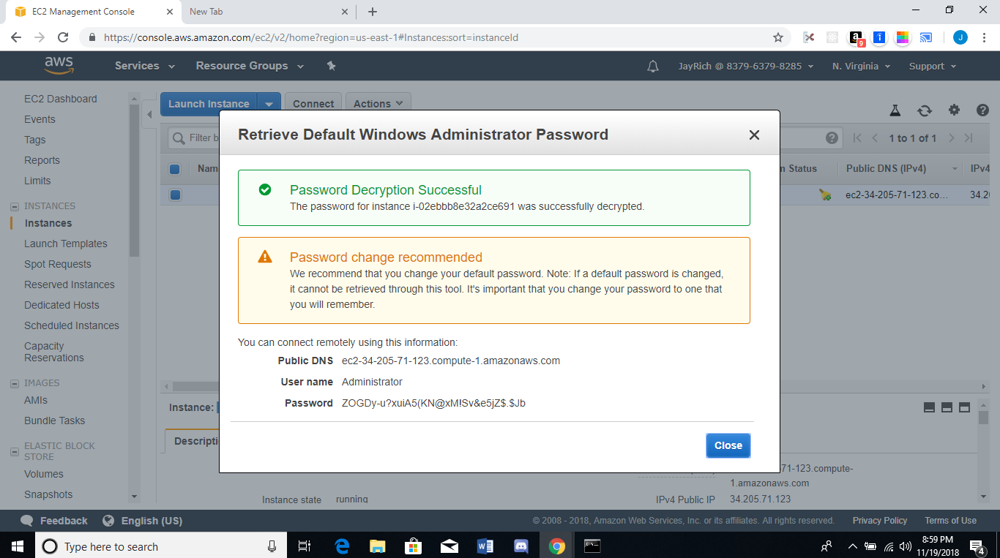 EC2 Management Console
New Tab
https://console.aws.amazon.com/ec2/v2/home?region=us-east-1#Instances:sort=instanceId
a
9
J
aws
Services
Resource Groups
JayRich @ 8379-6379-8285
N. Virginia
Support
EC2 Dashboard
Events
Tags
Reports
Limits
INSTANCES
Instances
Launch Templates
Spot Requests
Reserved Instances
Dedicated Hosts
Scheduled Instances
Capacity
Reservations
IMAGES
AMIs
Bundle Tasks
ELASTIC BLOCK
STORE
Volumes
Snapshots
Launch Instance
Connect
Actions
Filter b
1 to 1 of 1
Nam
n Status
Public DNS (IPv4)
IPv4
ec2-34-205-71-123.co...
34.2
Retrieve Default Windows Administrator Password
Password Decryption Successful
The password for instance i-02ebbb8e32a2ce691 was successfully decrypted.
Password change recommended
We recommend that you change your default password. Note: If a default password is changed,
it cannot be retrieved through this tool. It's important that you change your password to one that
you will remember.
You can connect remotely using this information:
Public DNS ec2-34-205-71-123.compute-1.amazonaws.com
User name Administrator
Password ZOGDy-u?xuiA5(KN@xM!Sv&e5jZ$.$Jb
Close
Instance:
Descripti
71-123.compute-
1.amazonaws.com
Instance state running
IPv4 Public IP 34.205.71.123
Feedback
English (US)
© 2008 - 2018, Amazon Web Services, Inc. or its affiliates. All rights reserved.
Privacy Policy
Terms of Use
Type here to search
8:59 PM
11/19/2018
4